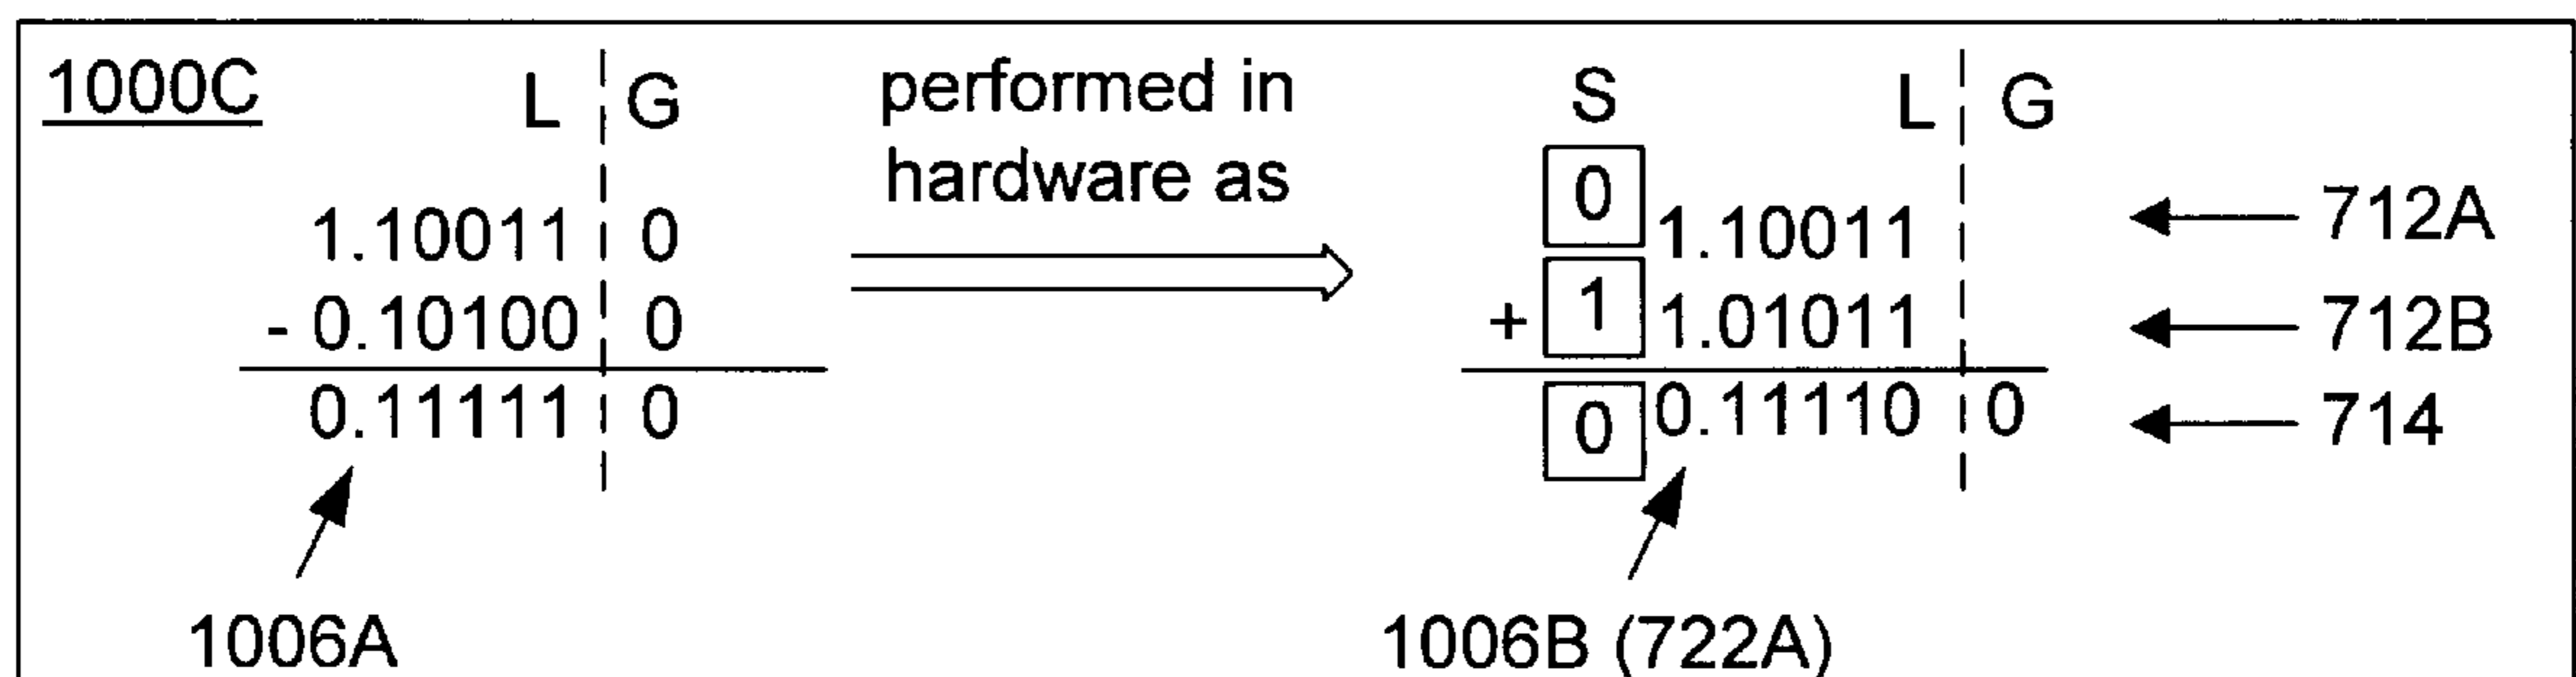 1000C L G performed in S L G
hardware as 0
1.10011 0 1.10011 712A
- 0.10100 0 + 1 1.01011 712B
0.11111 0 0 0.11110 0 714
1006A 1006B (722A)